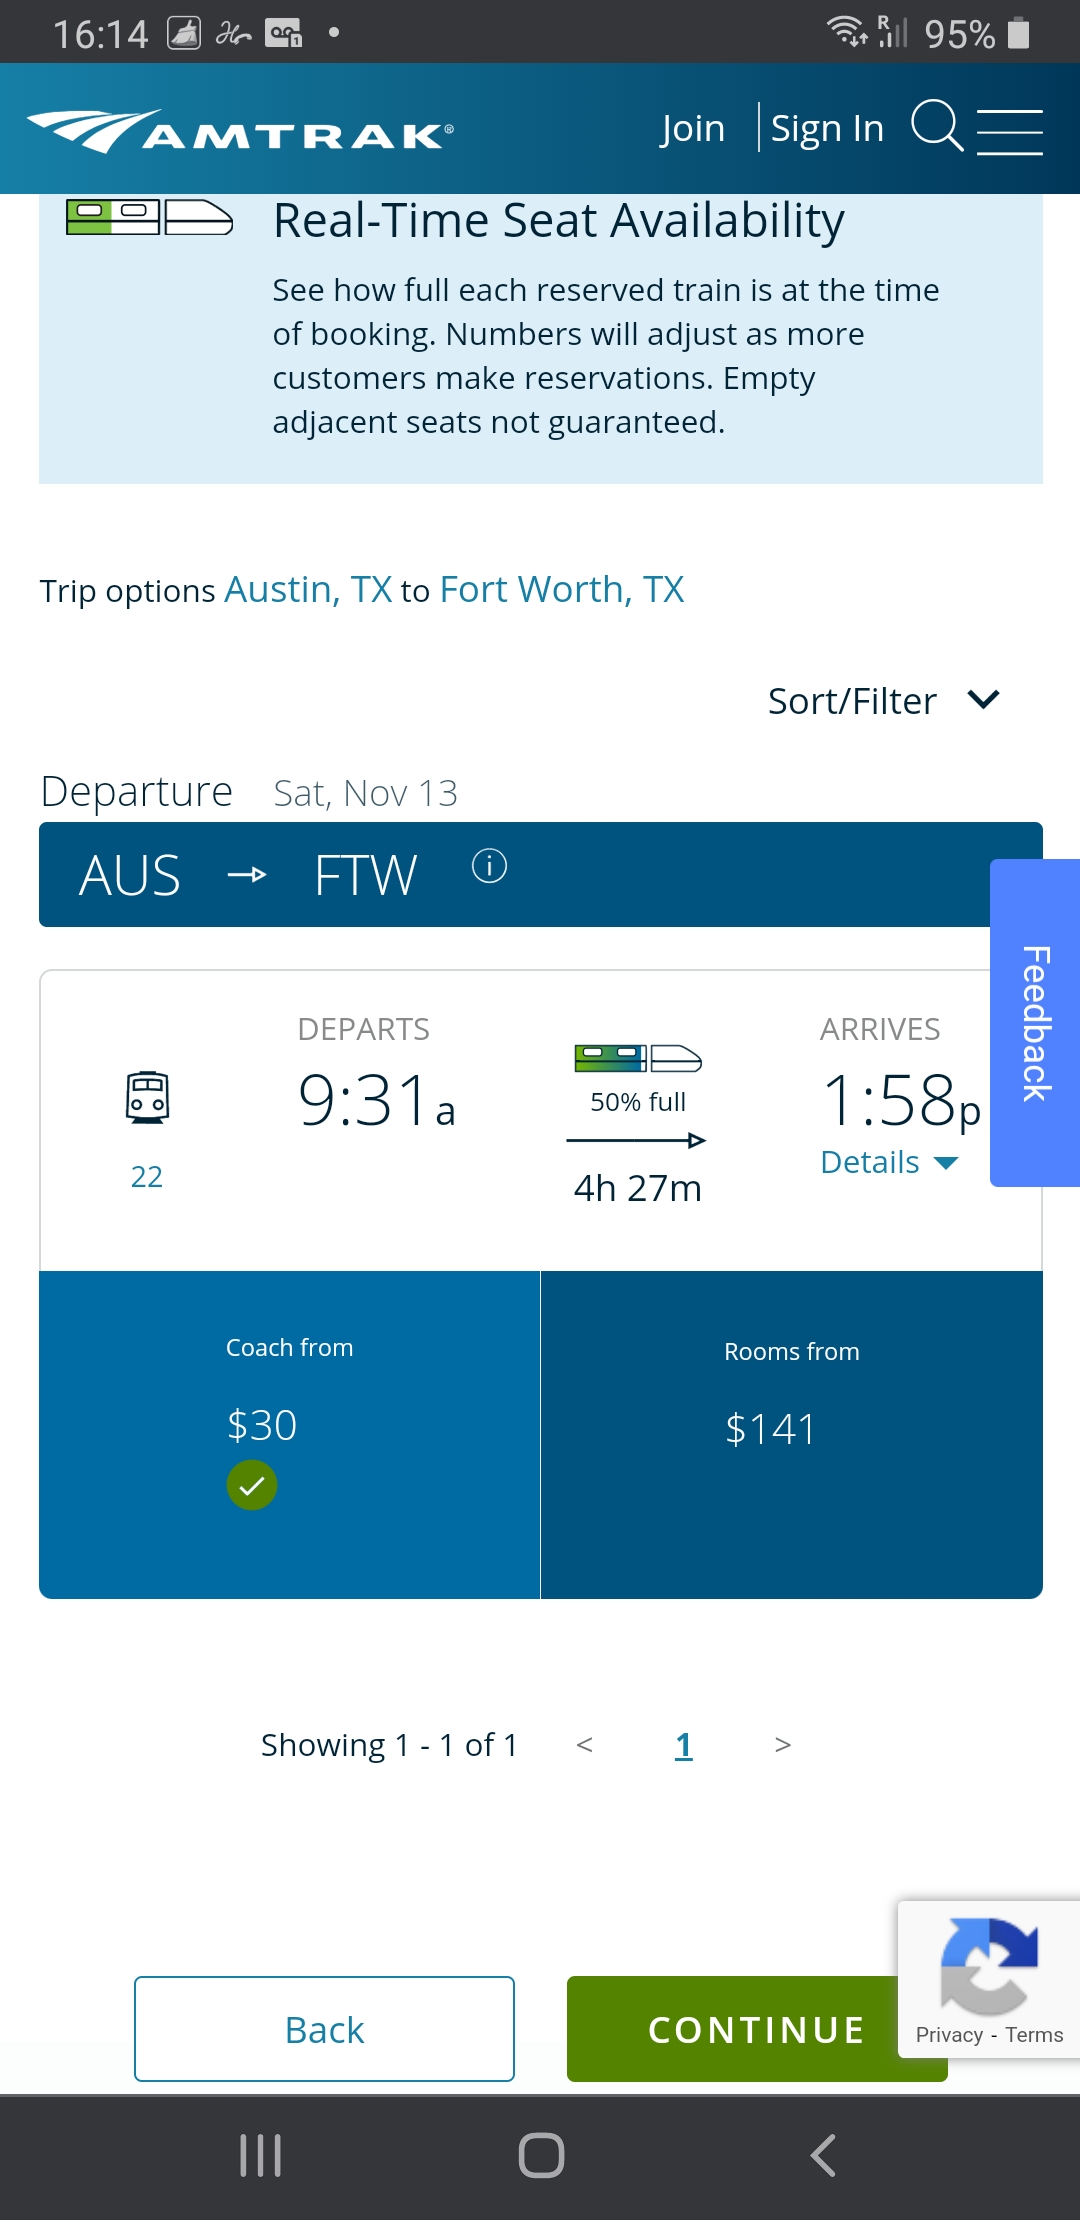 16:14
R
95%
AMTRAK®
Join
Sign In
Real-Time Seat Availability
See how full each reserved train is at the time
of booking. Numbers will adjust as more
customers make reservations. Empty
adjacent seats not guaranteed.
Trip options Austin, TX to Fort Worth, TX
Sort/Filter
Departure Sat, Nov 13
AUS FTW
Feedback
DEPARTS
ARRIVES
9:31a
50% full
1:58p
Details
22
4h 27m
Coach from
Rooms from
$30
$141
Showing 1 - 1 of 1 < 1 >
Back
CONTINUE
Privacy - Terms